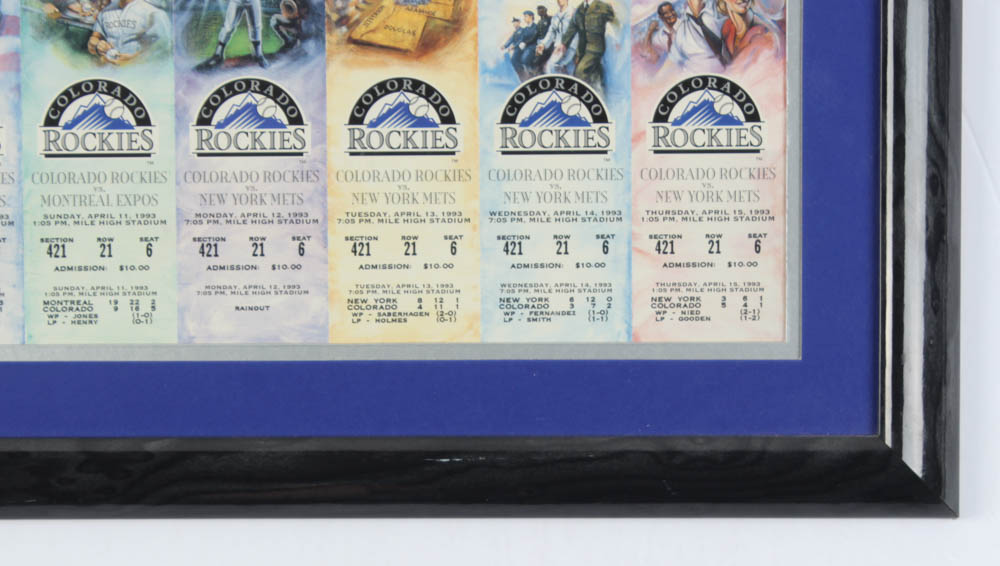 ROCKIES
DOUGLAS
COLORADO
ROCKIES
TM
COLORADO ROCKIES
VS.
MONTREAL EXPOS
SUNDAY, APRIL 11, 1993
1:05 PM, MILE HIGH STADIUM
SECTION ROW SEAT
421 21 6
ADMISSION: $10.00
SUNDAY, APRIL 11, 1993
1:05 PM, MILE HIGH STADIUM
MONTREAL 19 22 2
COLORADO 9 16 5
WP - JONES (1-0)
LP - HENRY (0-1)
COLORADO
ROCKIES
TM
COLORADO ROCKIES
VS.
NEW YORK METS
MONDAY, APRIL 12, 1993
7:05 PM, MILE HIGH STADIUM
SECTION ROW SEAT
421 21 6
ADMISSION: $10.00
MONDAY, APRIL 12, 1993
7:05 PM, MILE HIGH STADIUM
RAINOUT
COLORADO
ROCKIES
TM
COLORADO ROCKIES
VS.
NEW YORK METS
TUESDAY, APRIL 13, 1993
7:05 PM, MILE HIGH STADIUM
SECTION ROW SEAT
421 21 6
ADMISSION: $10.00
TUESDAY, APRIL 13, 1993
7:05 PM, MILE HIGH STADIUM
NEW YORK 8 12 1
COLORADO 4 11 1
WP - SABERHAGEN (2-0)
LP - HOLMES (0-1)
COLORADO
ROCKIES
TM
COLORADO ROCKIES
VS.
NEW YORK METS
WEDNESDAY, APRIL 14, 1993
7:05 PM, MILE HIGH STADIUM
SECTION ROW SEAT
421 21 6
ADMISSION: $10.00
WEDNESDAY, APRIL 14, 1993
7:05 PM, MILE HIGH STADIUM
NEW YORK 6 12 0
COLORADO 3 7 2
WP - FERNANDEZ (1-0)
LP - SMITH (1-1)
COLORADO
ROCKIES
TM
COLORADO ROCKIES
VS.
NEW YORK METS
THURSDAY, APRIL 15, 1993
1:05 PM, MILE HIGH STADIUM
SECTION ROW SEAT
421 21 6
ADMISSION: $10.00
THURSDAY, APRIL 15, 1993
1:05 PM, MILE HIGH STADIUM
NEW YORK 3 6 1
COLORADO 5 4 1
WP - NIED (2-1)
LP - GOODEN (1-2)